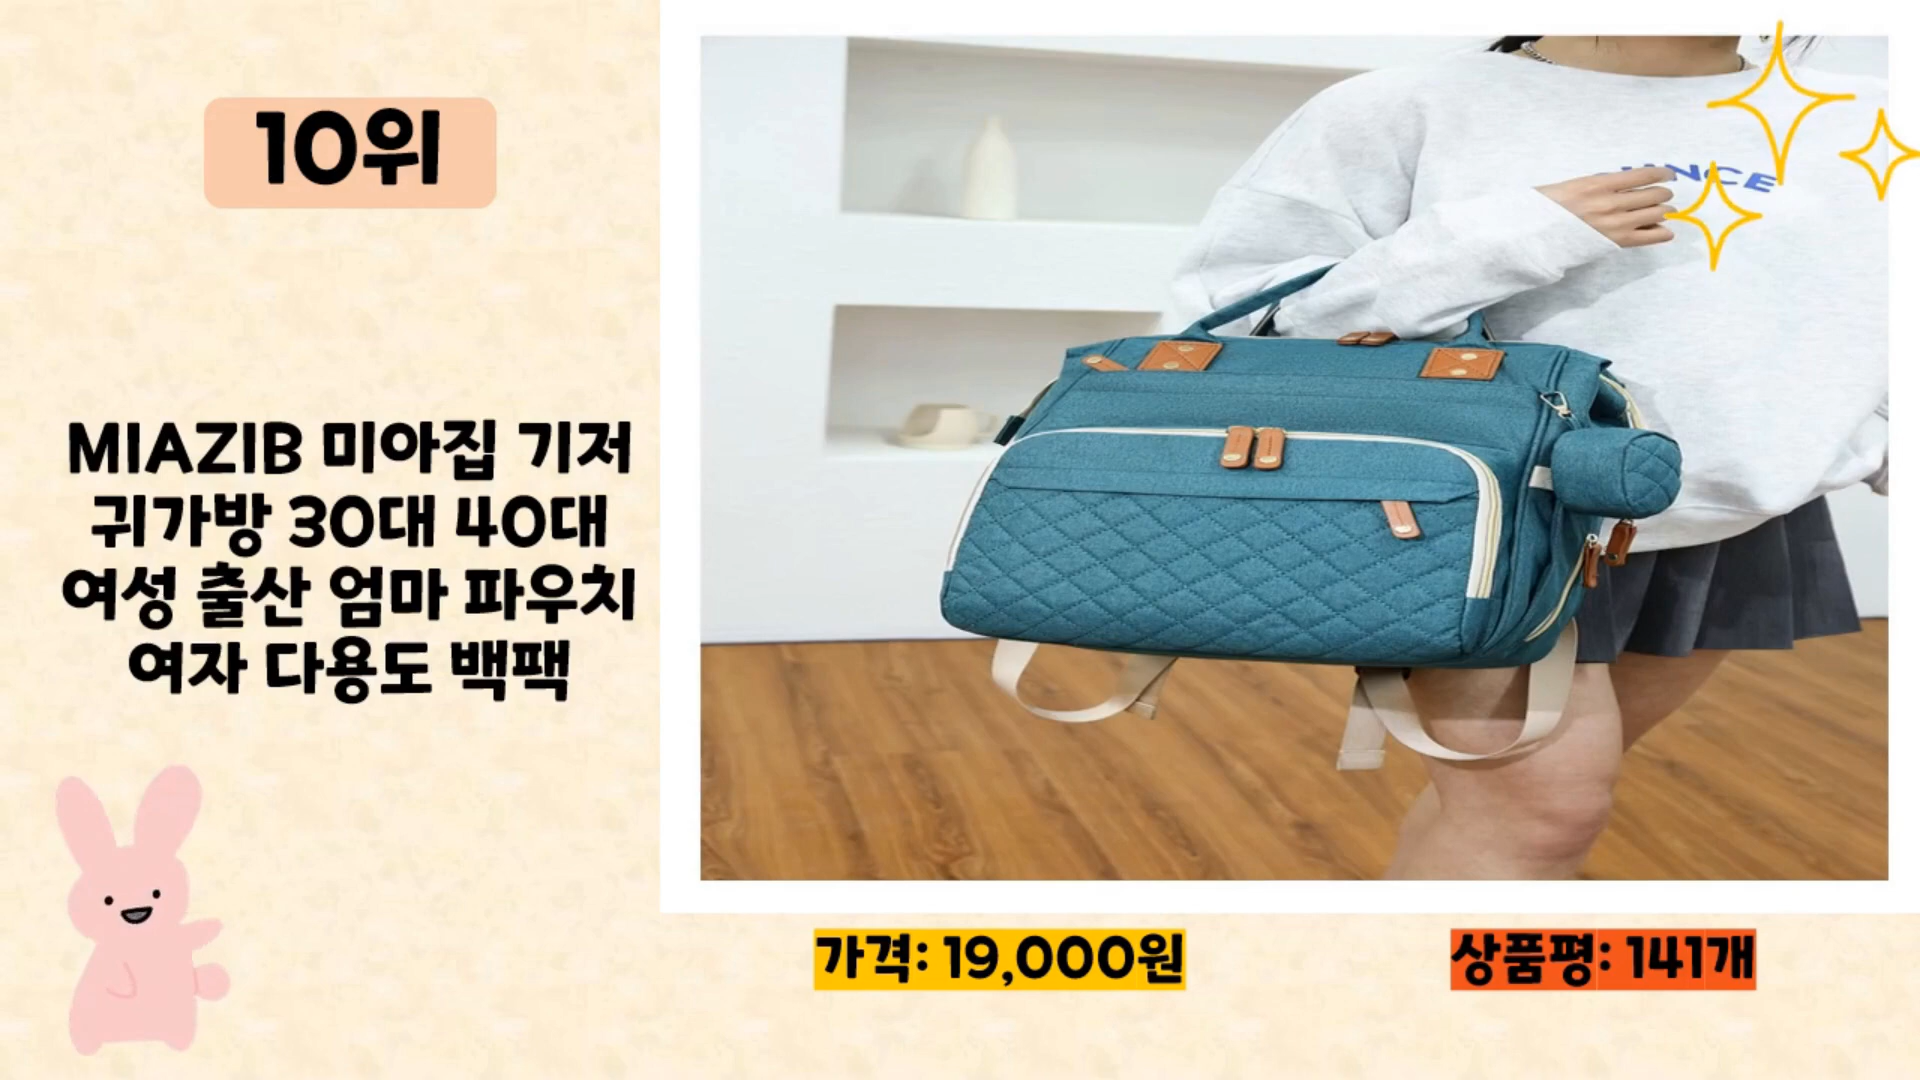 10위
MIAZIB 미아집 기저
귀가방 30대 40대
여성 출산 엄마 파우치
여자 다용도 백팩
가격: 19,000원
상품평: 141개